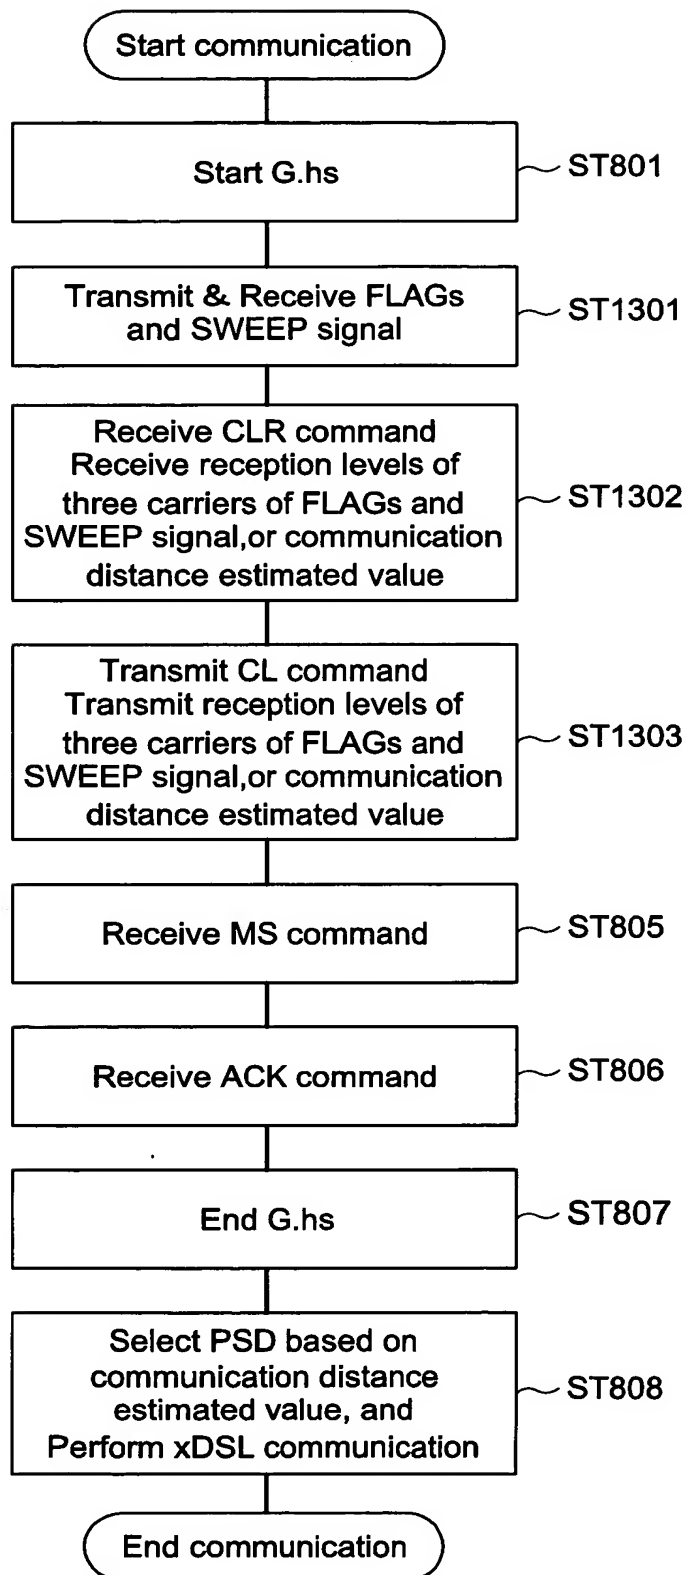 Start communication
Start G.hs
ST801
Transmit & Receive FLAGs
and SWEEP signal
ST1301
Receive CLR command
Receive reception levels of
three carriers of FLAGs and
SWEEP signal,or communication
distance estimated value
ST1302
Transmit CL command
Transmit reception levels of
three carriers of FLAGs and
SWEEP signal,or communication
distance estimated value
ST1303
Receive MS command
ST805
Receive ACK command
ST806
End G.hs
ST807
Select PSD based on
communication distance
estimated value, and
Perform xDSL communication
ST808
End communication